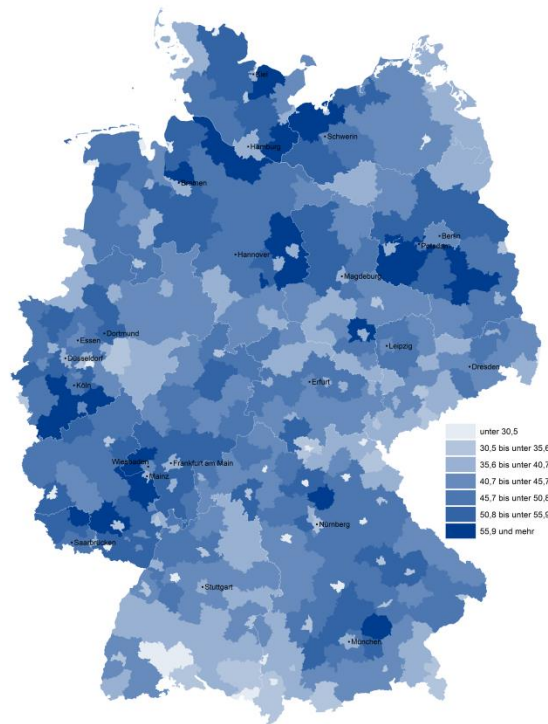 Kiel
Hamburg
Schwerin
Bremen
Berlin
Potsdam
Hannover
Magdeburg
Dortmund
Essen
Düsseldorf
Leipzig
Köln
Erfurt
Dresden
Wiesbaden
Frankfurt am Main
Mainz
Nürnberg
Saarbrücken
Stuttgart
München
unter 30,5
30,5 bis unter 35,6
35,6 bis unter 40,7
40,7 bis unter 45,7
45,7 bis unter 50,8
50,8 bis unter 55,9
55,9 und mehr